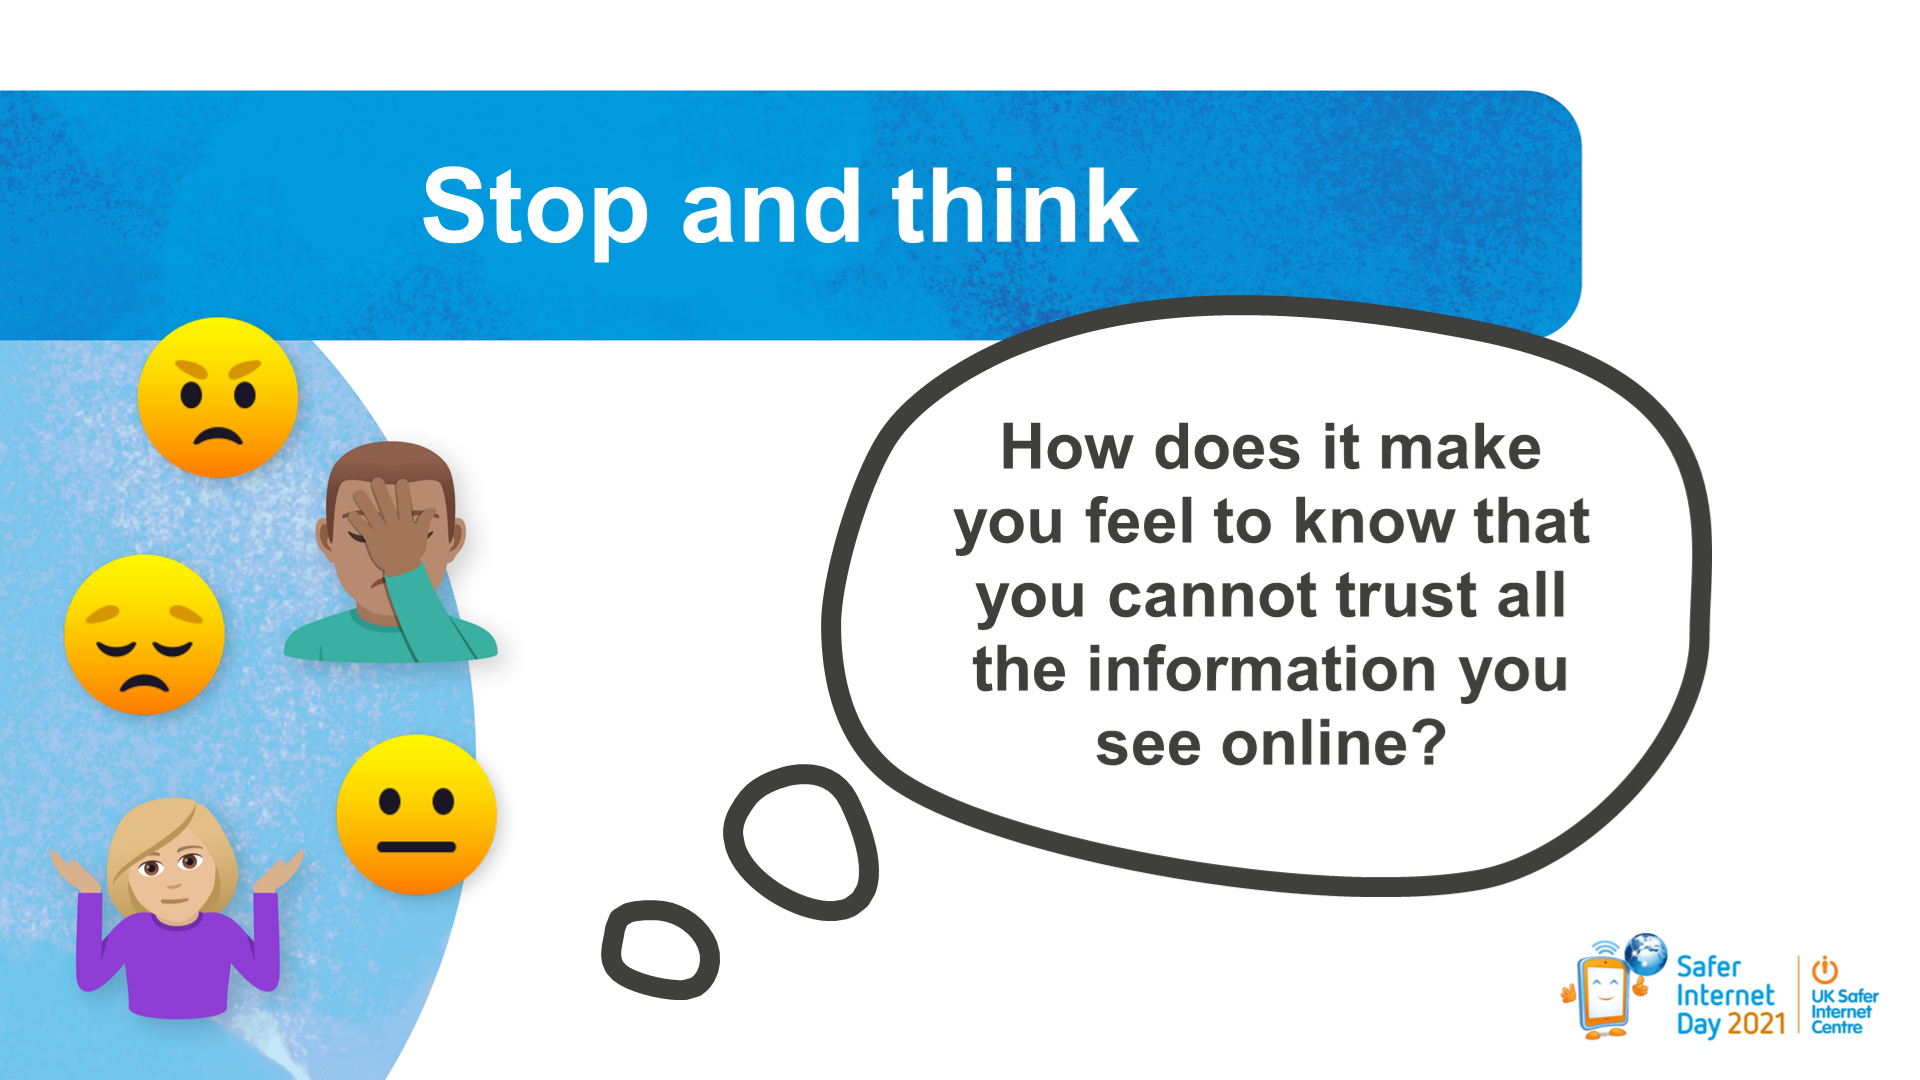 Stop and think
How does it make
you feel to know that
you cannot trust all
the information you
see online?
Safer
Internet
Day 2021
UK Safer
Internet
Centre